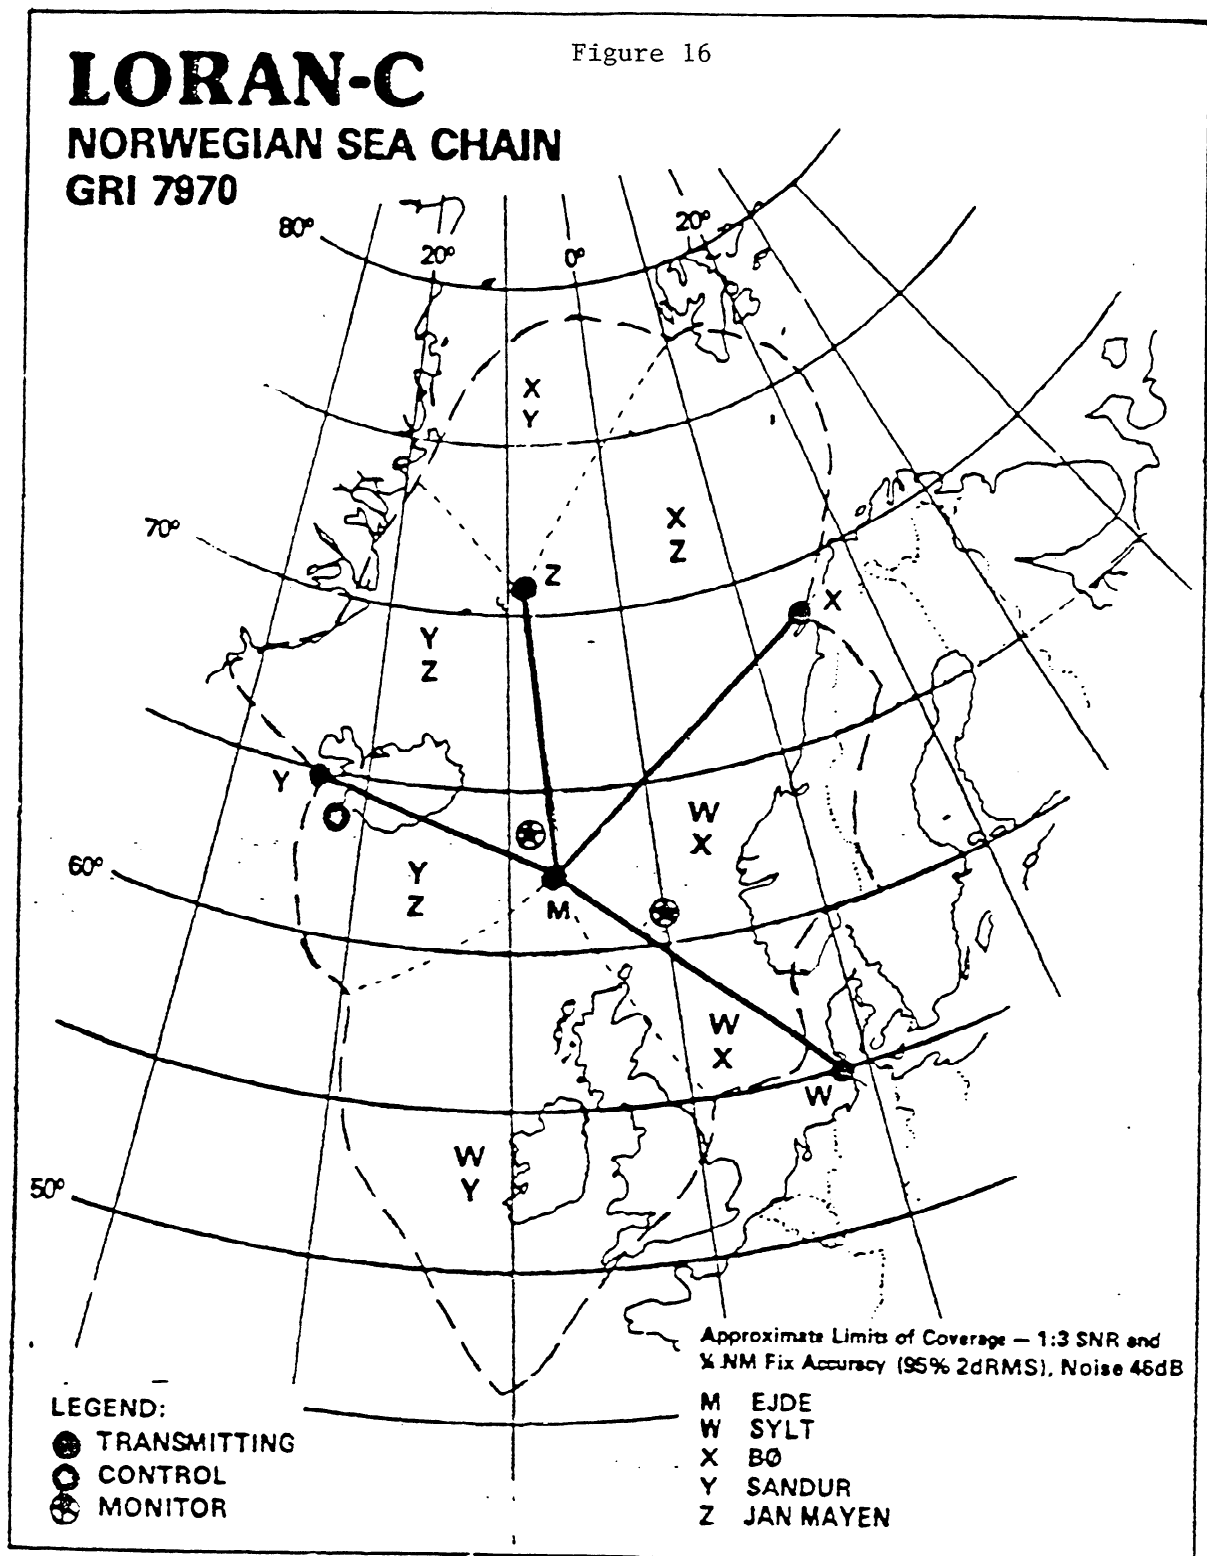 Figure 16
LORAN-C
NORWEGIAN SEA CHAIN
GRI 7970
80°
20°
0°
20°
X
Y
X
Z
70°
Z
X
Y
Z
Y
W
X
60°
Y
Z
M
W
X
W
W
Y
50°
Approximate Limits of Coverage — 1:3 SNR and
¼ NM Fix Accuracy (95% 2dRMS), Noise 46dB
LEGEND:
TRANSMITTING
CONTROL
MONITOR
M EJDE
W SYLT
X BØ
Y SANDUR
Z JAN MAYEN